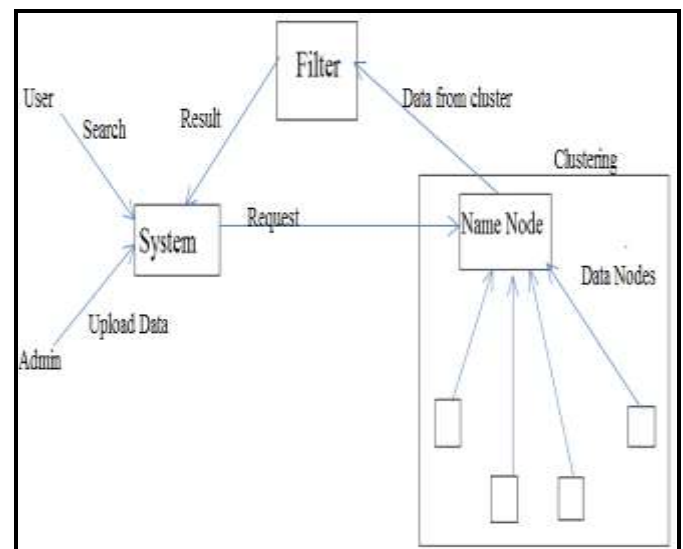 Filter
User
Data from cluster
Result
Search
Clustering
Name Node
Request
System
Data Nodes
Upload Data
Admin